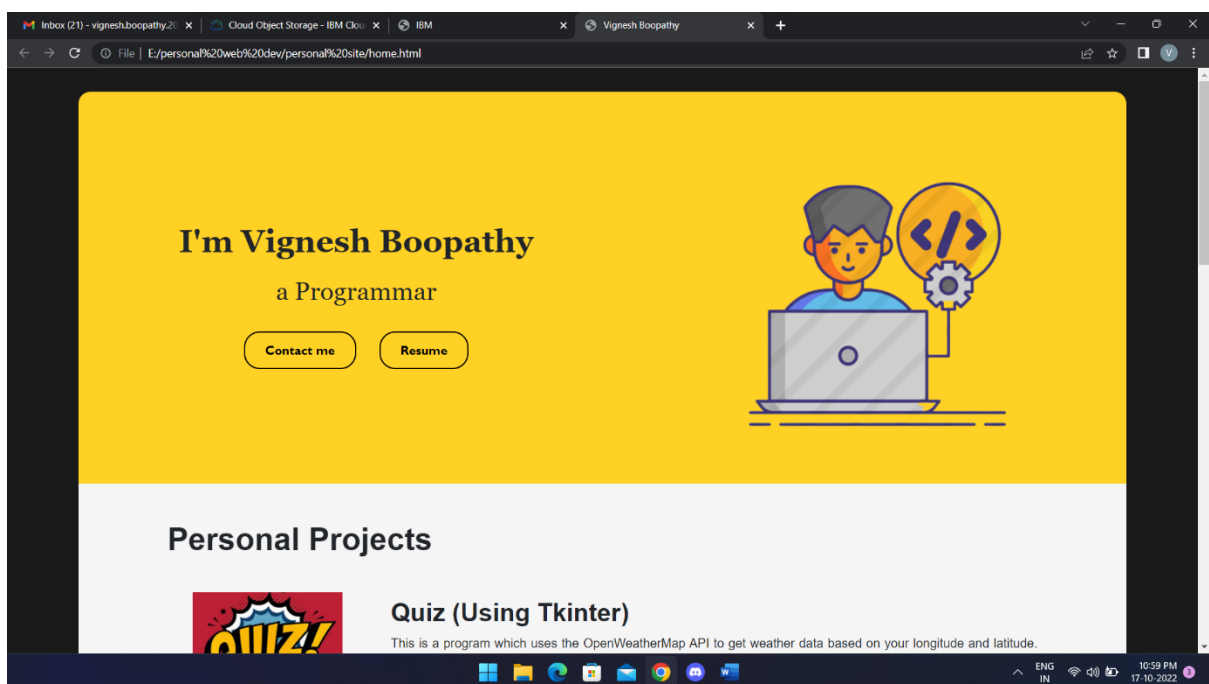 Inbox (21) - vignesh.boopathy.20 Cloud Object Storage - IBM Clou IBM Vignesh Boopathy
File | E:/personal%20web%20dev/personal%20site/home.html V
</>
I'm Vignesh Boopathy
a Programmar
Contact me Resume
Personal Projects
QUIZ!
Quiz (Using Tkinter)
This is a program which uses the OpenWeatherMap API to get weather data based on your longitude and latitude.
ENG
IN
10:59 PM
17-10-2022
3